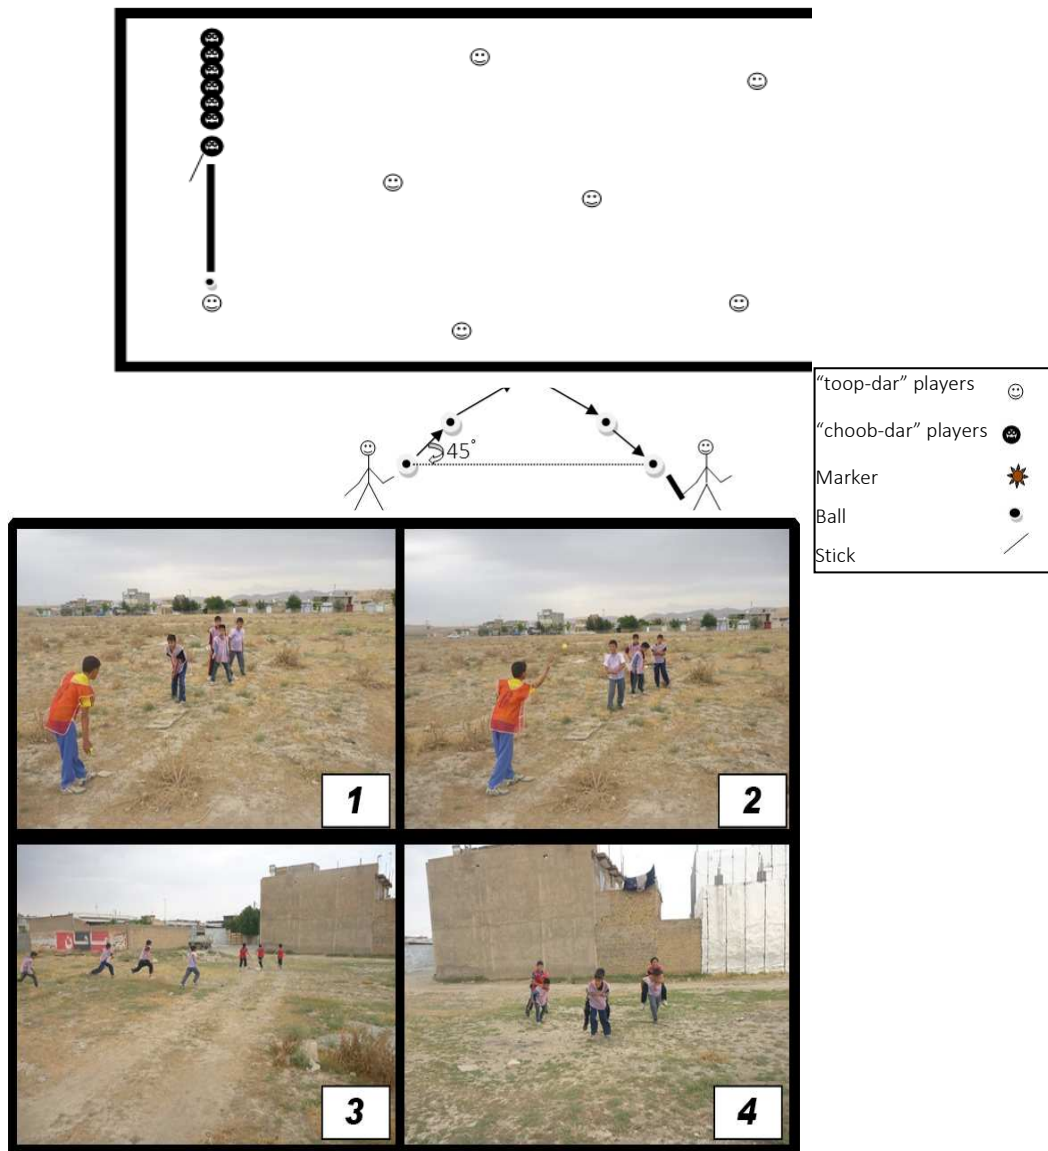 45°
“toop-dar” players
“choob-dar” players
Marker
Ball
Stick
1
2
3
4